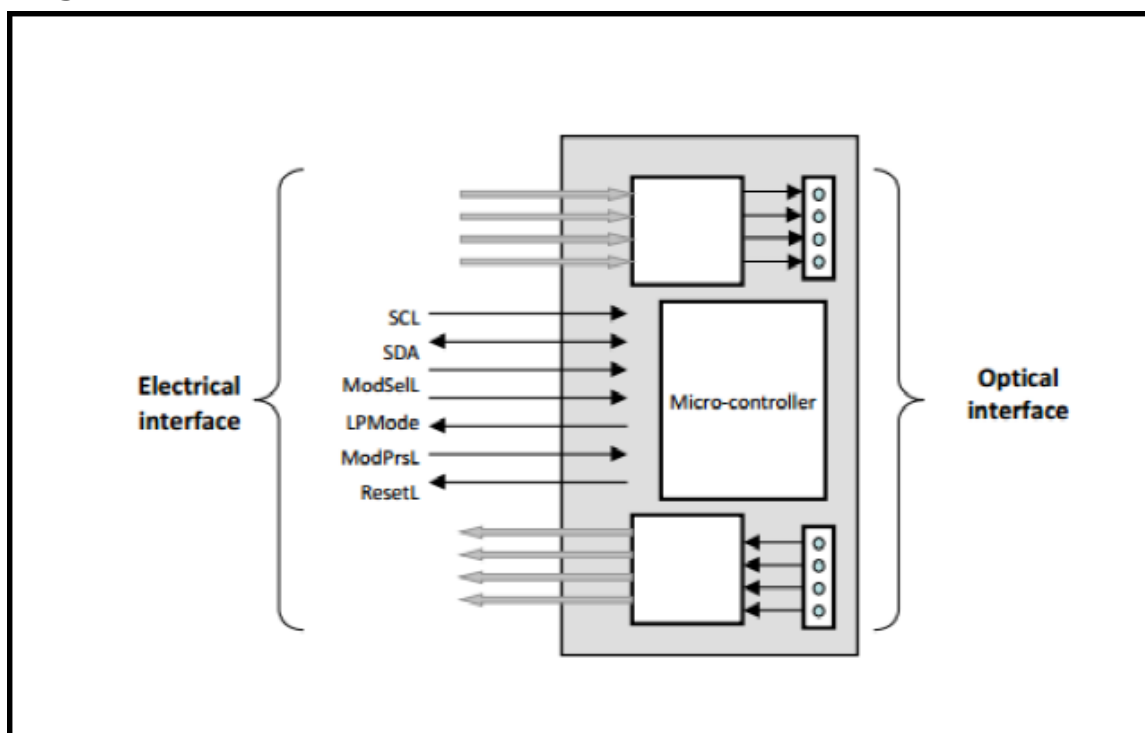 SCL
SDA
ModSelL
LPMode
ModPrsL
ResetL
Electrical
interface
Micro-controller
Optical
interface